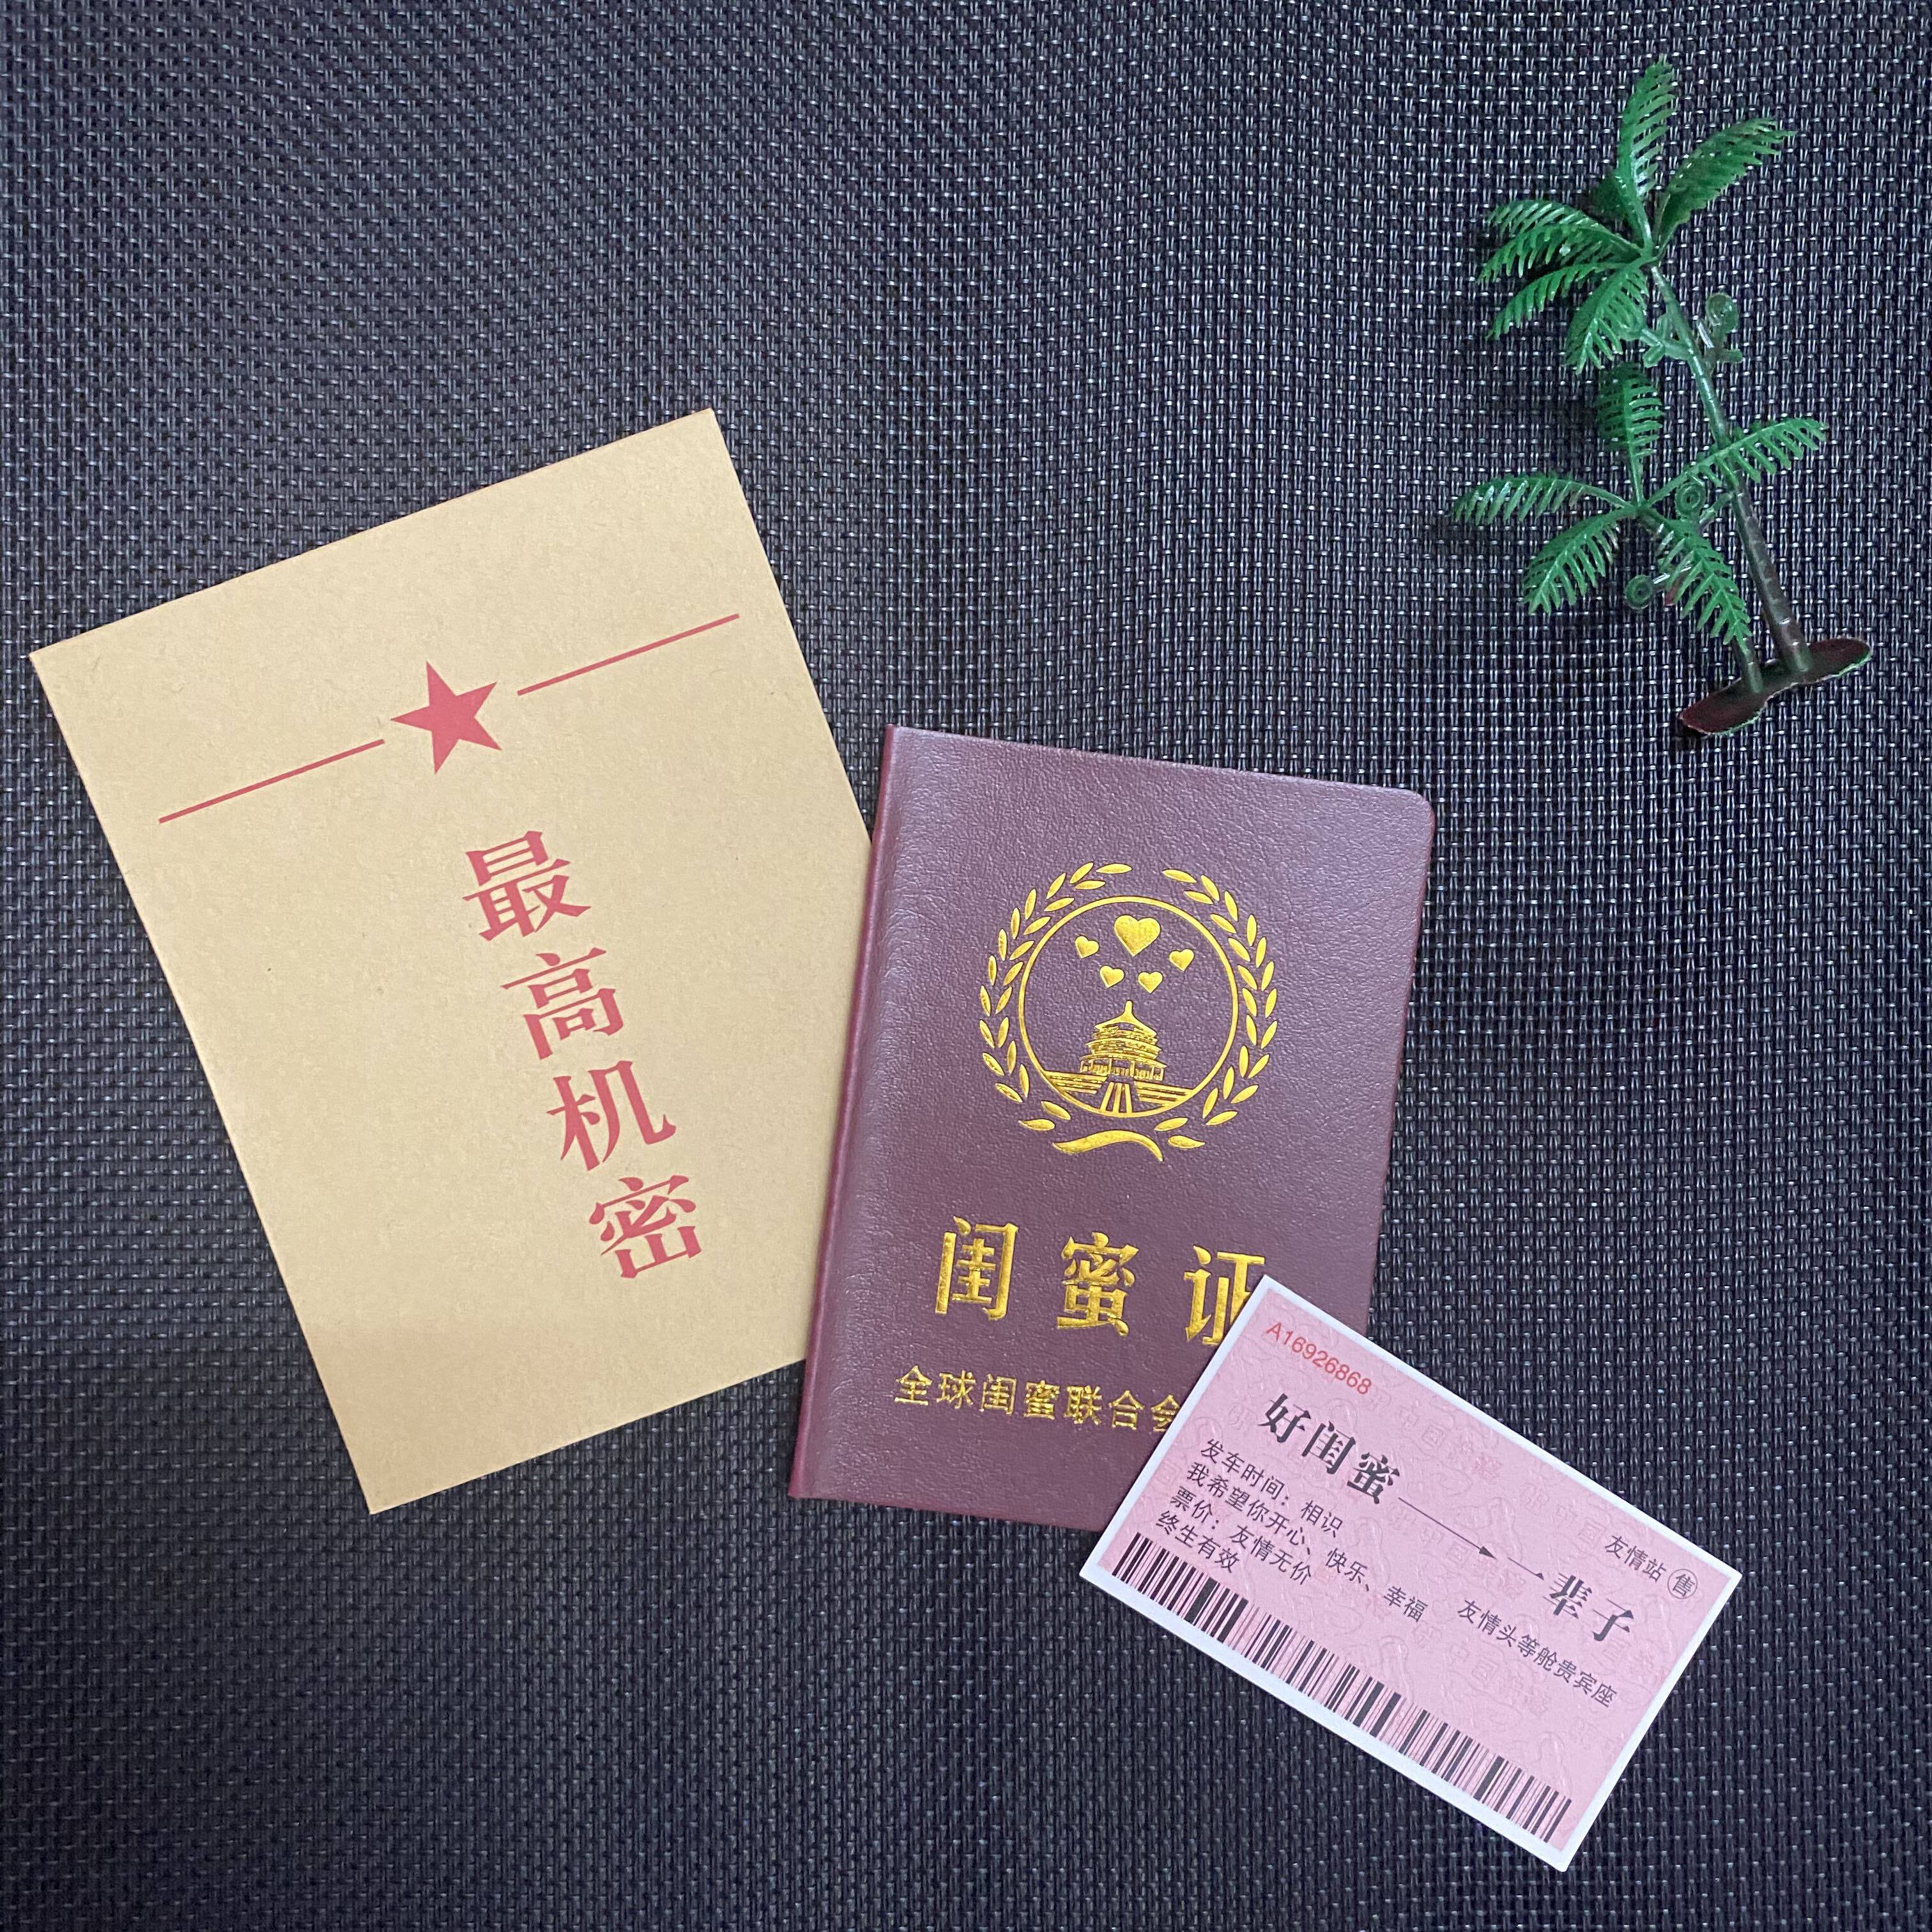 最高机密
闺蜜证
全球闺蜜联合会
A16926868
友情站 售
好闺蜜 一辈子
发车时间：相识
我希望你开心、快乐、幸福 友情头等舱贵宾座
票价：友情无价
终生有效